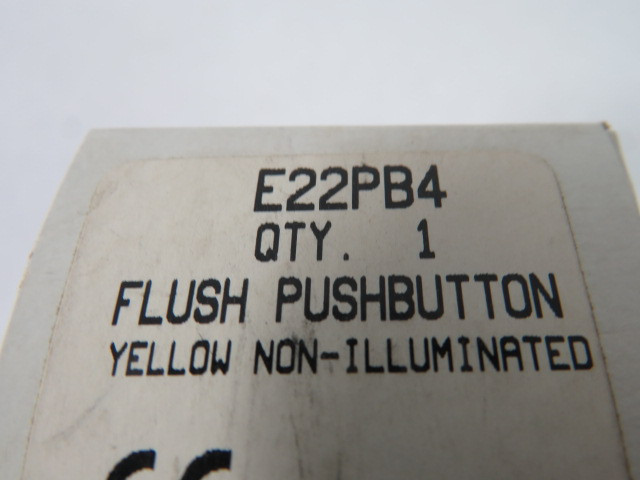 E22PB4
QTY. 1
FLUSH PUSHBUTTON
YELLOW NON-ILLUMINATED